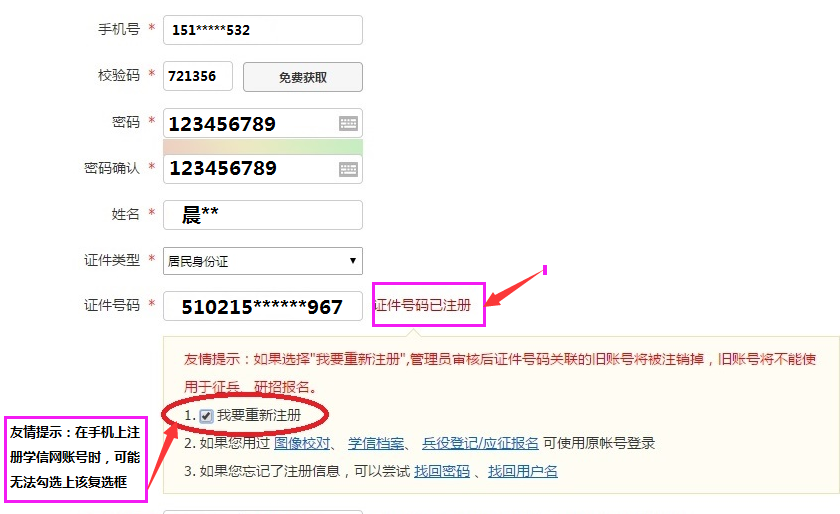 手机号 * 151*****532
校验码 * 721356 免费获取
密码 * 123456789
密码确认 * 123456789
姓名 * 晨**
证件类型 * 居民身份证
证件号码 * 510215******967 证件号码已注册
友情提示：如果选择"我要重新注册",管理员审核后证件号码关联的旧账号将被注销掉，旧账号将不能使
用于征兵、研招报名。
1. 我要重新注册
2. 如果您用过 图像校对、 学信档案、 兵役登记/应征报名 可使用原帐号登录
3. 如果您忘记了注册信息，可以尝试 找回密码 、找回用户名
友情提示：在手机上注
册学信网账号时，可能
无法勾选上该复选框